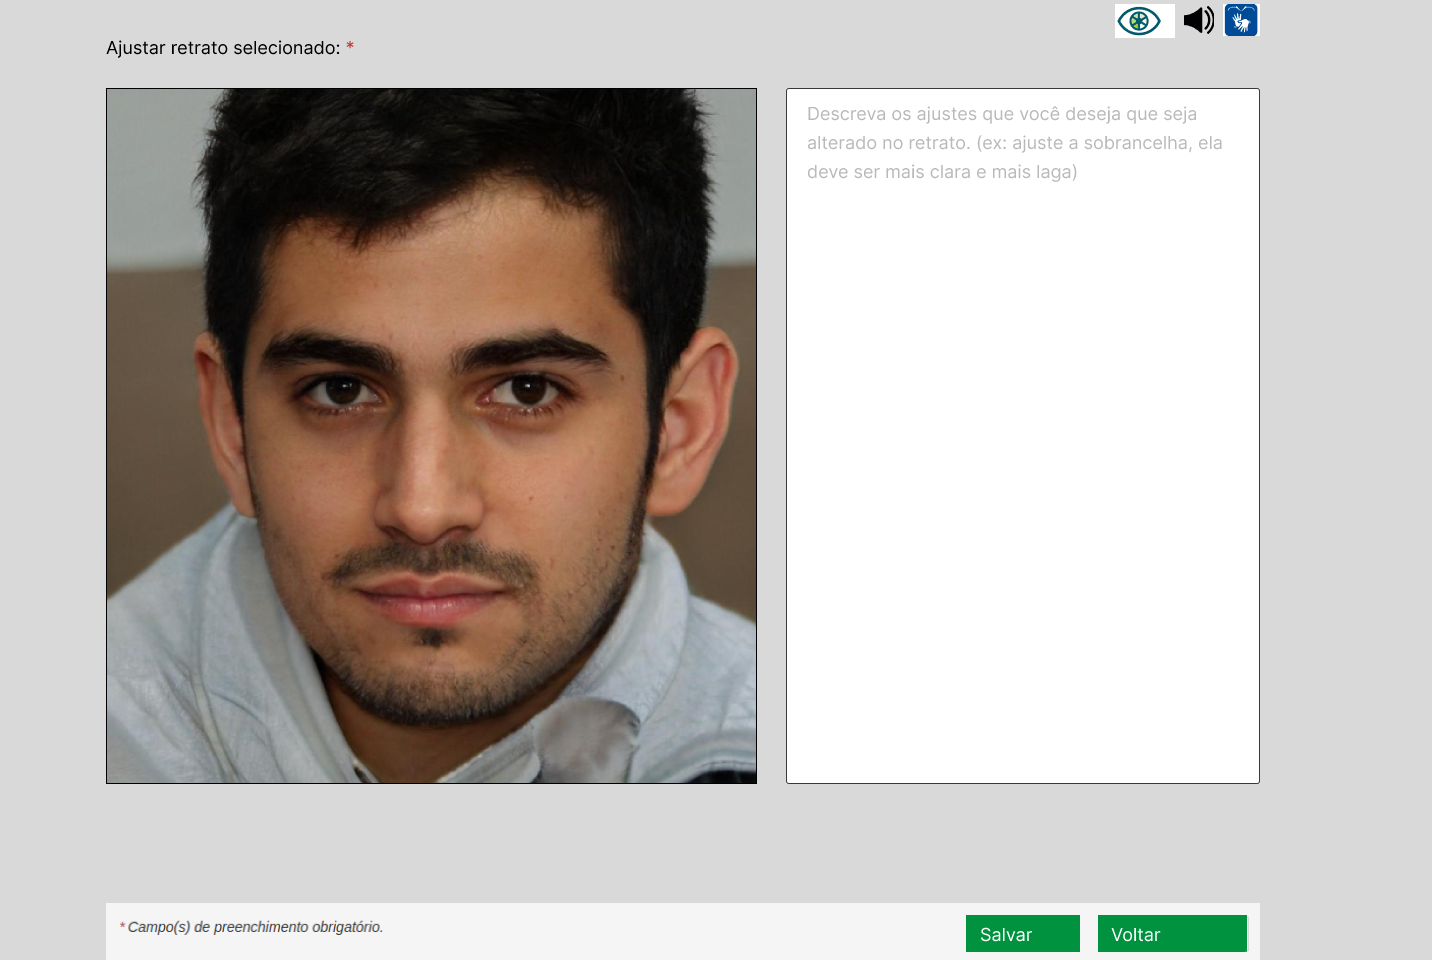 Ajustar retrato selecionado: *
Descreva os ajustes que você deseja que seja
alterado no retrato. (ex: ajuste a sobrancelha, ela
deve ser mais clara e mais laga)
* Campo(s) de preenchimento obrigatório.
Salvar
Voltar